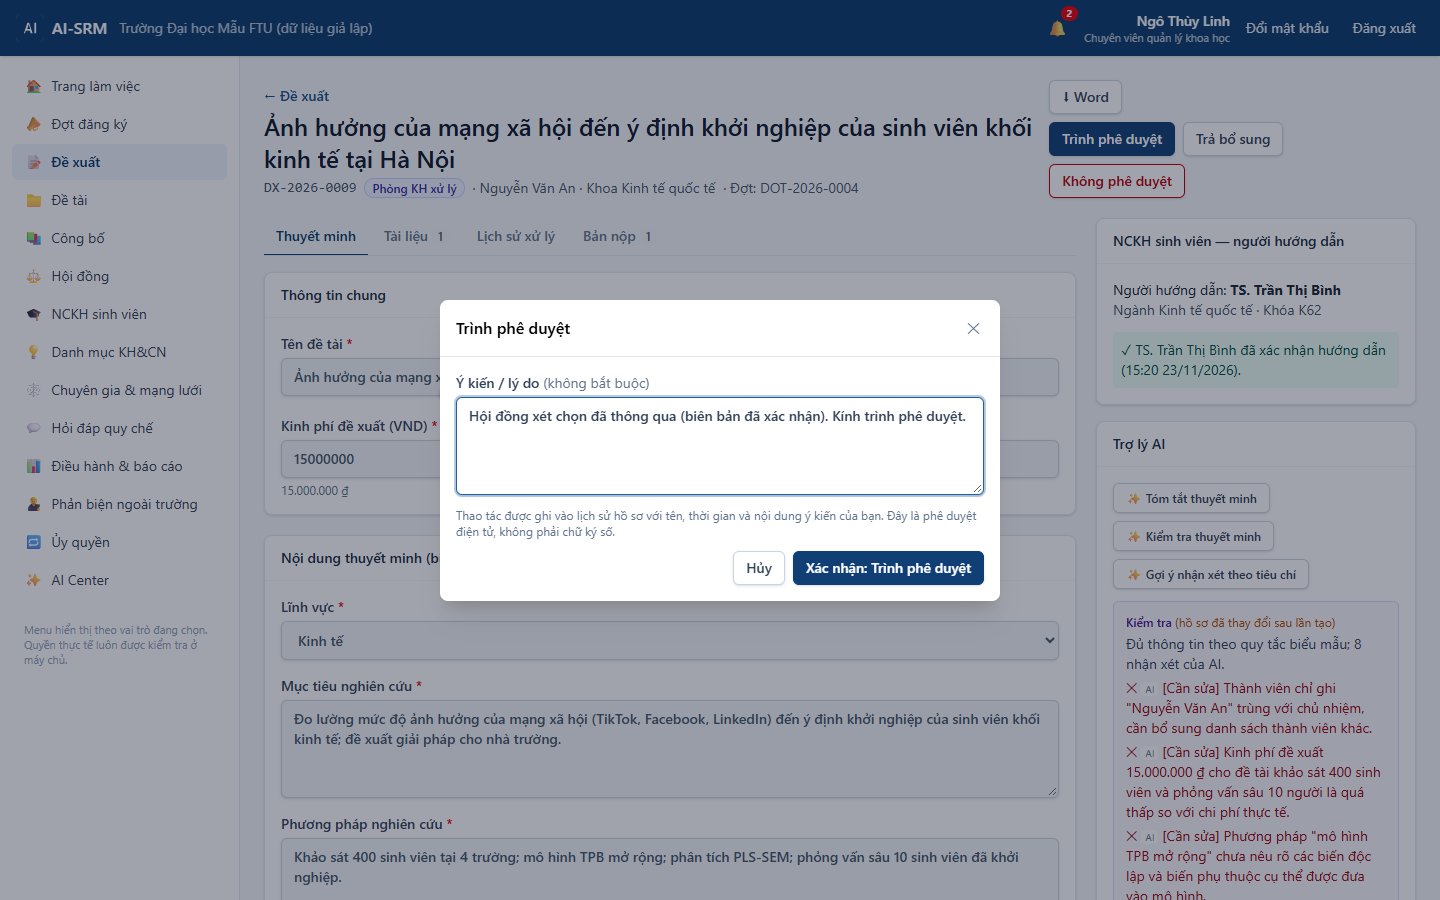 AI AI-SRM Trường Đại học Mẫu FTU (dữ liệu giả lập)
2
Ngô Thùy Linh
Chuyên viên quản lý khoa học
Đổi mật khẩu
Đăng xuất
Trang làm việc
Đợt đăng ký
Đề xuất
Đề tài
Công bố
Hội đồng
NCKH sinh viên
Danh mục KH&CN
Chuyên gia & mạng lưới
Hỏi đáp quy chế
Điều hành & báo cáo
Phản biện ngoài trường
Ủy quyền
AI Center
Menu hiển thị theo vai trò đang chọn.
Quyền thực tế luôn được kiểm tra ở
máy chủ.
← Đề xuất
Ảnh hưởng của mạng xã hội đến ý định khởi nghiệp của sinh viên khối
kinh tế tại Hà Nội
DX-2026-0009 Phòng KH xử lý · Nguyễn Văn An · Khoa Kinh tế quốc tế · Đợt: DOT-2026-0004
⬇ Word
Trình phê duyệt
Trả bổ sung
Không phê duyệt
Thuyết minh
Tài liệu 1
Lịch sử xử lý
Bản nộp 1
Thông tin chung
Tên đề tài *
Ảnh hưởng của mạng x
Kinh phí đề xuất (VND) *
15000000
15.000.000 ₫
Nội dung thuyết minh (b
Lĩnh vực *
Kinh tế
Mục tiêu nghiên cứu *
Đo lường mức độ ảnh hưởng của mạng xã hội (TikTok, Facebook, LinkedIn) đến ý định khởi nghiệp của sinh viên khối
kinh tế; đề xuất giải pháp cho nhà trường.
Phương pháp nghiên cứu *
Khảo sát 400 sinh viên tại 4 trường; mô hình TPB mở rộng; phân tích PLS-SEM; phỏng vấn sâu 10 sinh viên đã khởi
nghiệp.
Trình phê duyệt
Ý kiến / lý do (không bắt buộc)
Hội đồng xét chọn đã thông qua (biên bản đã xác nhận). Kính trình phê duyệt.
Thao tác được ghi vào lịch sử hồ sơ với tên, thời gian và nội dung ý kiến của bạn. Đây là phê duyệt
điện tử, không phải chữ ký số.
Hủy
Xác nhận: Trình phê duyệt
NCKH sinh viên — người hướng dẫn
Người hướng dẫn: TS. Trần Thị Bình
Ngành Kinh tế quốc tế · Khóa K62
✓ TS. Trần Thị Bình đã xác nhận hướng dẫn
(15:20 23/11/2026).
Trợ lý AI
✨ Tóm tắt thuyết minh
✨ Kiểm tra thuyết minh
✨ Gợi ý nhận xét theo tiêu chí
Kiểm tra (hồ sơ đã thay đổi sau lần tạo)
Đủ thông tin theo quy tắc biểu mẫu; 8
nhận xét của AI.
✕ AI [Cần sửa] Thành viên chỉ ghi
"Nguyễn Văn An" trùng với chủ nhiệm,
cần bổ sung danh sách thành viên khác.
✕ AI [Cần sửa] Kinh phí đề xuất
15.000.000 ₫ cho đề tài khảo sát 400 sinh
viên và phỏng vấn sâu 10 người là quá
thấp so với chi phí thực tế.
✕ AI [Cần sửa] Phương pháp "mô hình
TPB mở rộng" chưa nêu rõ các biến độc
lập và biến phụ thuộc cụ thể được đưa
vào mô hình.